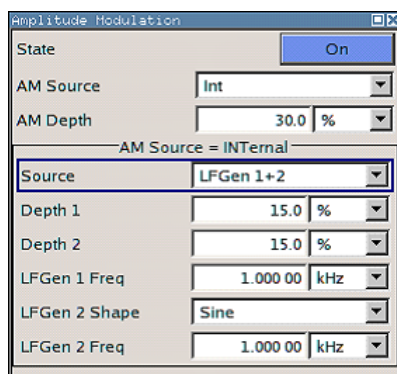 Amplitude Modulation
State On
AM Source Int
AM Depth 30.0 %
AM Source = INTernal
Source LFGen 1+2
Depth 1 15.0 %
Depth 2 15.0 %
LFGen 1 Freq 1.000 00 kHz
LFGen 2 Shape Sine
LFGen 2 Freq 1.000 00 kHz